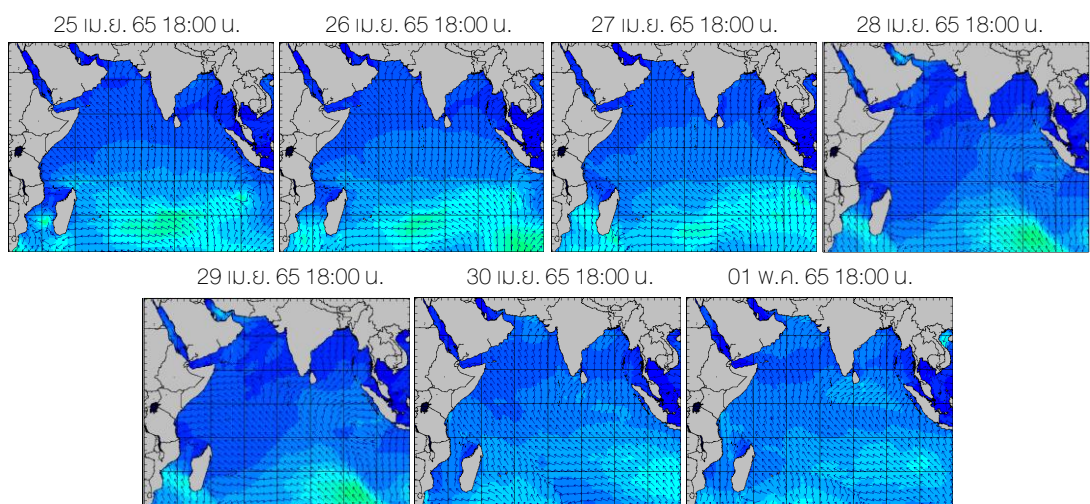 25 เม.ย. 65 18:00 น.
26 เม.ย. 65 18:00 น.
27 เม.ย. 65 18:00 น.
28 เม.ย. 65 18:00 น.
29 เม.ย. 65 18:00 น.
30 เม.ย. 65 18:00 น.
01 พ.ค. 65 18:00 น.